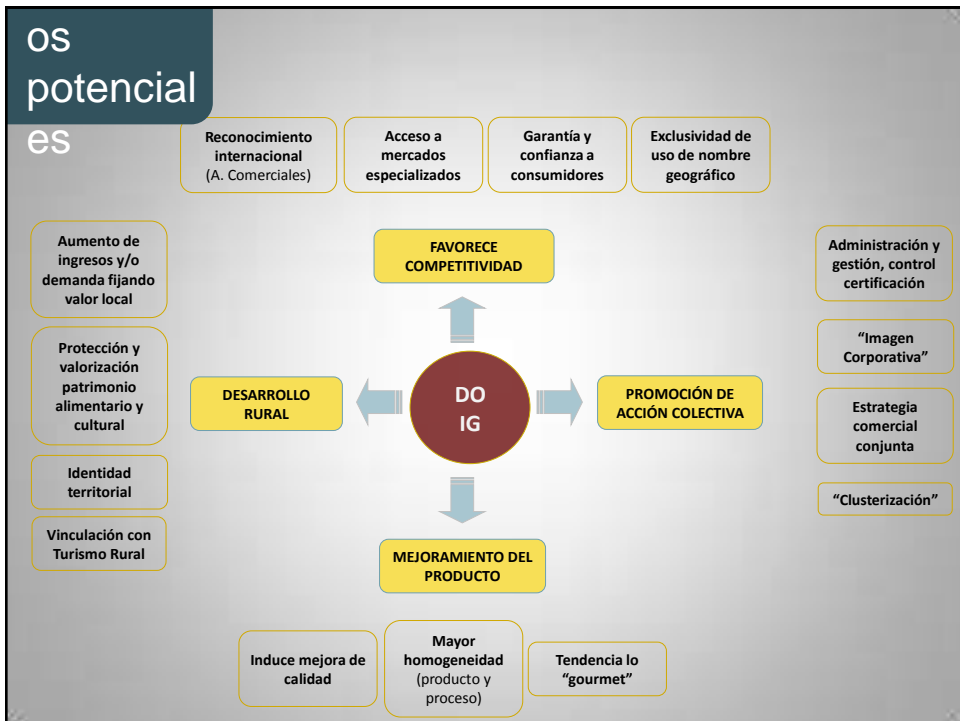 os
potencial
es
Reconocimiento
internacional
(A. Comerciales)
Acceso a
mercados
especializados
Garantía y
confianza a
consumidores
Exclusividad de
uso de nombre
geográfico
FAVORECE
COMPETITIVIDAD
Aumento de
ingresos y/o
demanda fijando
valor local
Protección y
valorización
patrimonio
alimentario y
cultural
Identidad
territorial
Vinculación con
Turismo Rural
DESARROLLO
RURAL
DO
IG
PROMOCIÓN DE
ACCIÓN COLECTIVA
Administración y
gestión, control
certificación
“Imagen
Corporativa”
Estrategia
comercial
conjunta
“Clusterización”
MEJORAMIENTO DEL
PRODUCTO
Induce mejora de
calidad
Mayor
homogeneidad
(producto y
proceso)
Tendencia lo
“gourmet”